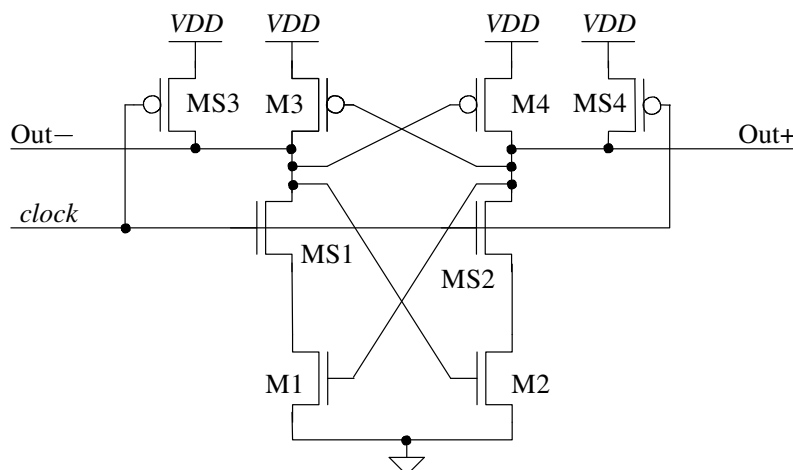 VDD VDD VDD VDD
MS3 M3 M4 MS4
Out− Out+
clock
MS1 MS2
M1 M2